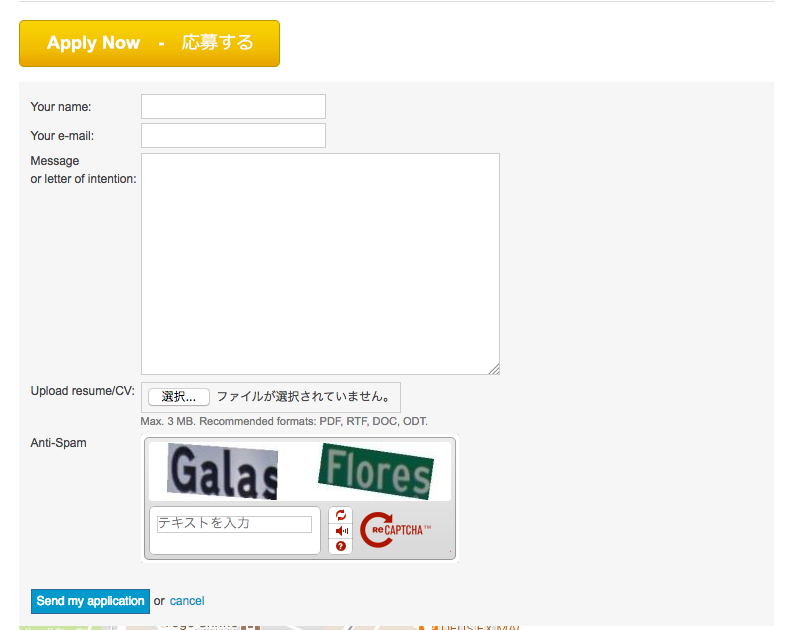 Apply Now - 応募する
Your name:
Your e-mail:
Message
or letter of intention:
Upload resume/CV:
選択... ファイルが選択されていません。
Max. 3 MB. Recommended formats: PDF, RTF, DOC, ODT.
Anti-Spam
Galas Flores
テキストを入力
reCAPTCHA™
Send my application or cancel